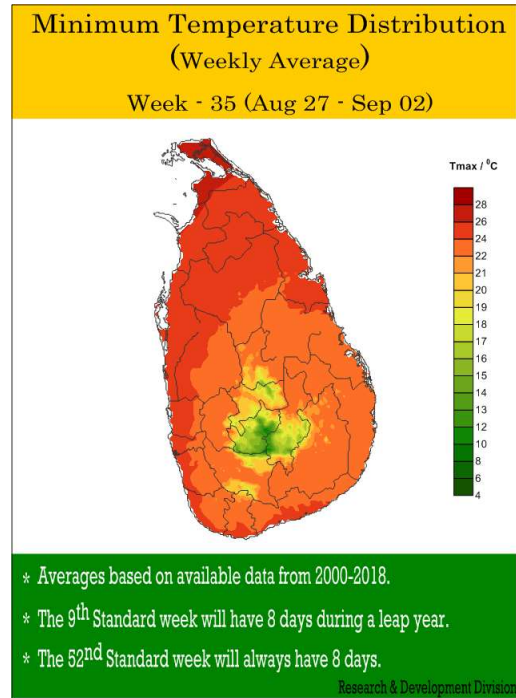 Minimum Temperature Distribution
(Weekly Average)
Week - 35 (Aug 27 - Sep 02)
Tmax / ⁰C
28
26
24
22
21
20
19
18
17
16
15
14
13
12
10
8
6
4
* Averages based on available data from 2000-2018.
* The 9th Standard week will have 8 days during a leap year.
* The 52nd Standard week will always have 8 days.
Research & Development Division